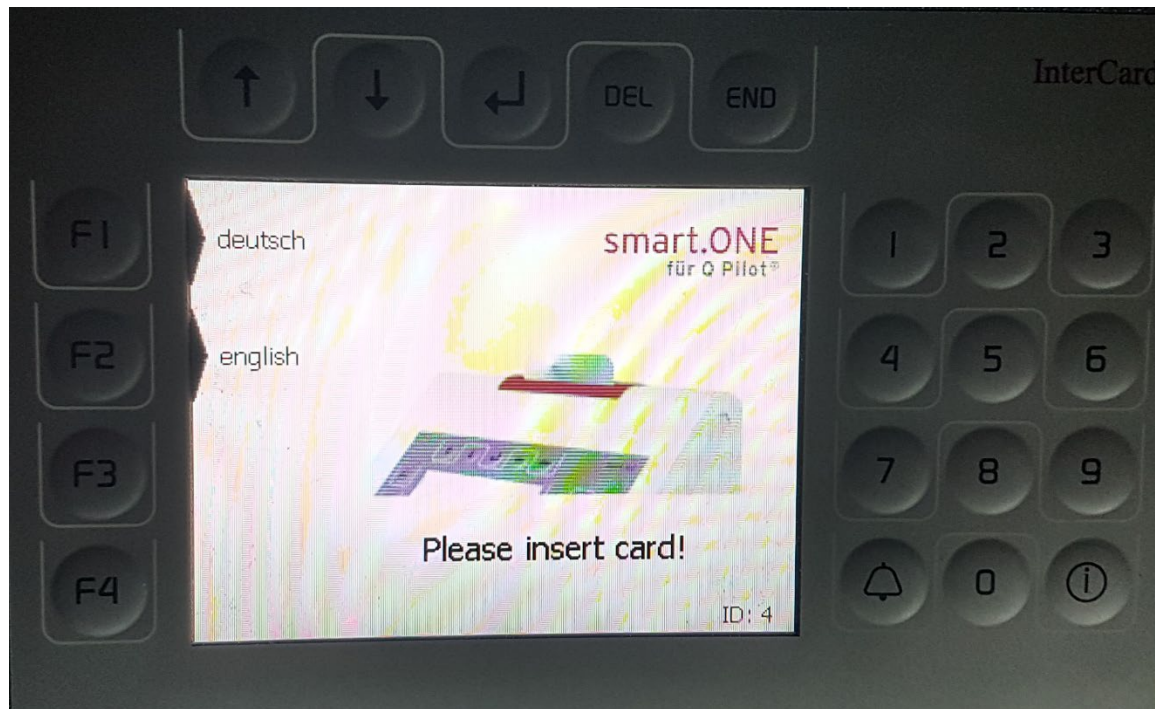 ↑ ↓ ↵ DEL END
InterCard
F1
F2
F3
F4
deutsch
english
smart.ONE
für Q Pilot®
Please insert card!
ID: 4
1 2 3
4 5 6
7 8 9
0 i